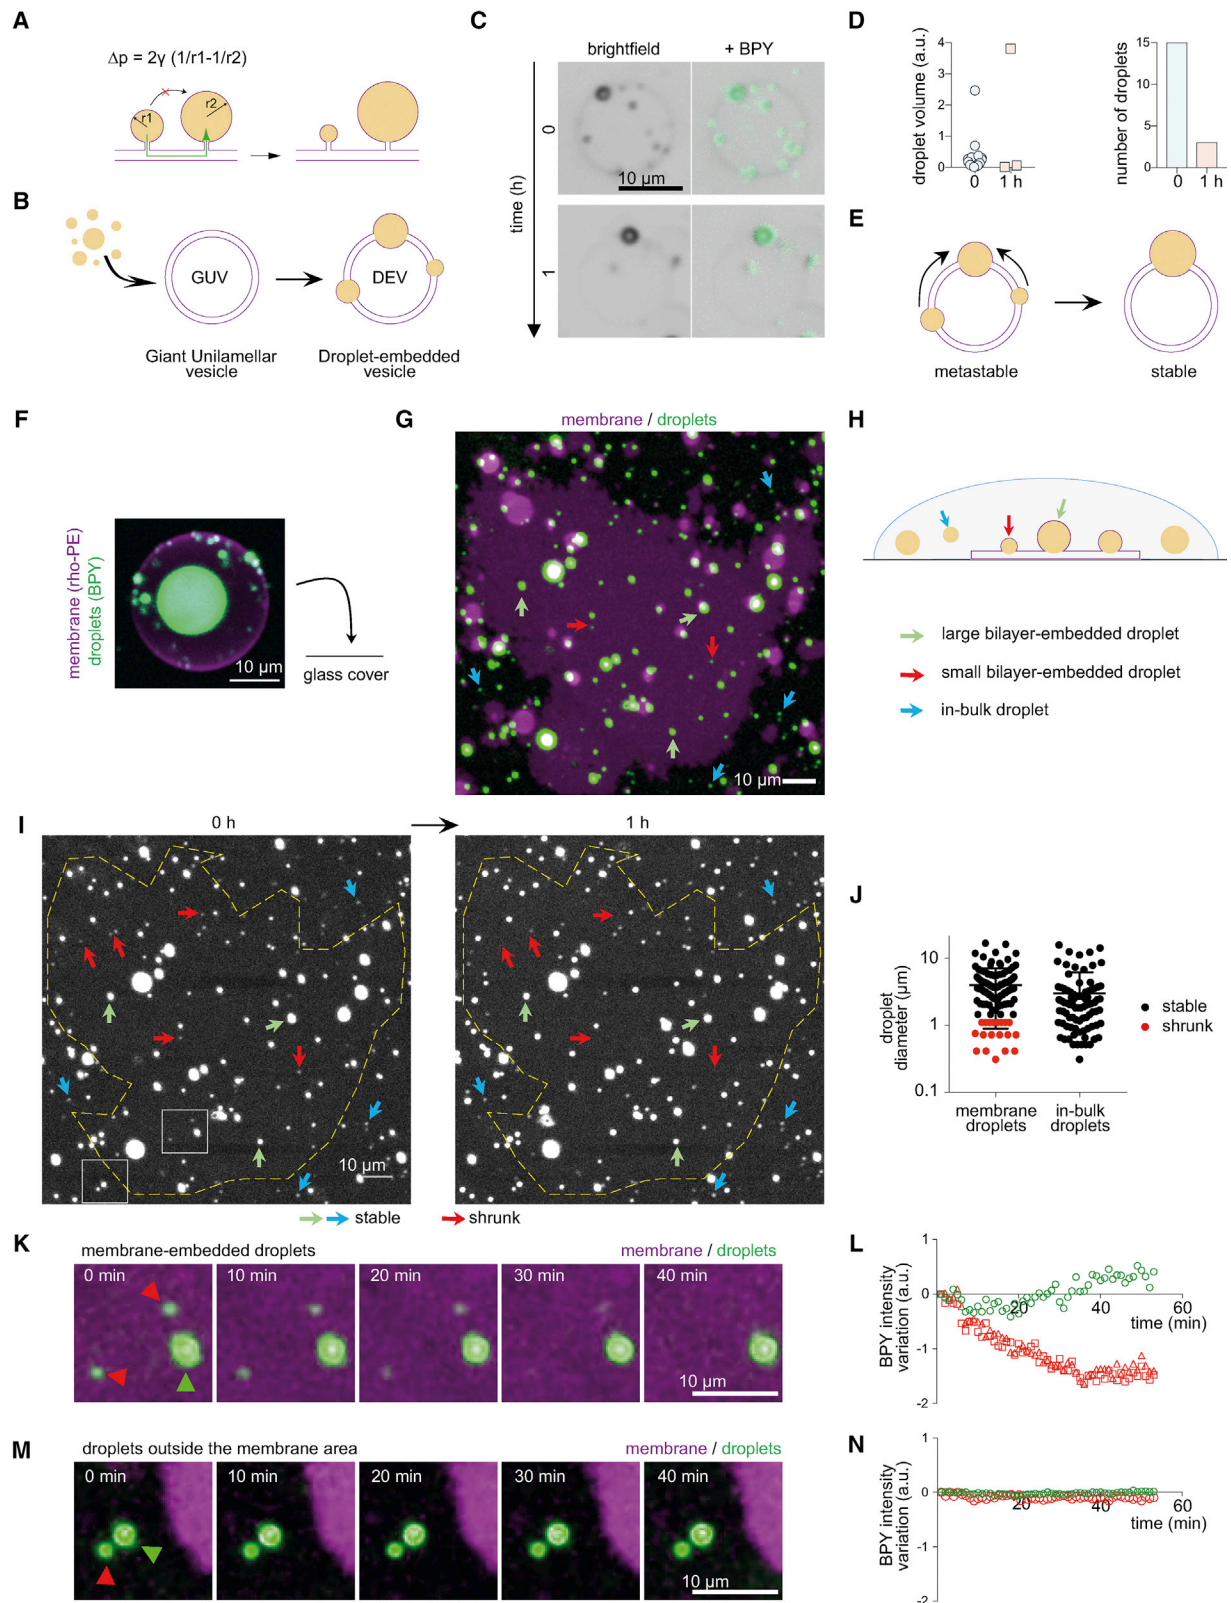 A
Δp = 2γ (1/r1-1/r2)
r1
r2
B
GUV
DEV
Giant Unilamellar
vesicle
Droplet-embedded
vesicle
C
brightfield
+ BPY
time (h)
0
10 µm
1
D
droplet volume (a.u.)
4
3
2
1
0
0
1 h
number of droplets
15
10
5
0
0
1 h
E
metastable
stable
F
membrane (rho-PE)
droplets (BPY)
10 µm
glass cover
G
membrane / droplets
10 µm
H
large bilayer-embedded droplet
small bilayer-embedded droplet
in-bulk droplet
I
0 h
1 h
10 µm
stable
shrunk
J
droplet
diameter (µm)
10
1
0.1
membrane
droplets
in-bulk
droplets
stable
shrunk
K
membrane-embedded droplets
membrane / droplets
0 min
10 min
20 min
30 min
40 min
10 µm
L
BPY intensity
variation (a.u.)
1
0
-1
-2
20
40
60
time (min)
M
droplets outside the membrane area
membrane / droplets
0 min
10 min
20 min
30 min
40 min
10 µm
N
BPY intensity
variation (a.u.)
1
0
-1
-2
20
40
60
time (min)